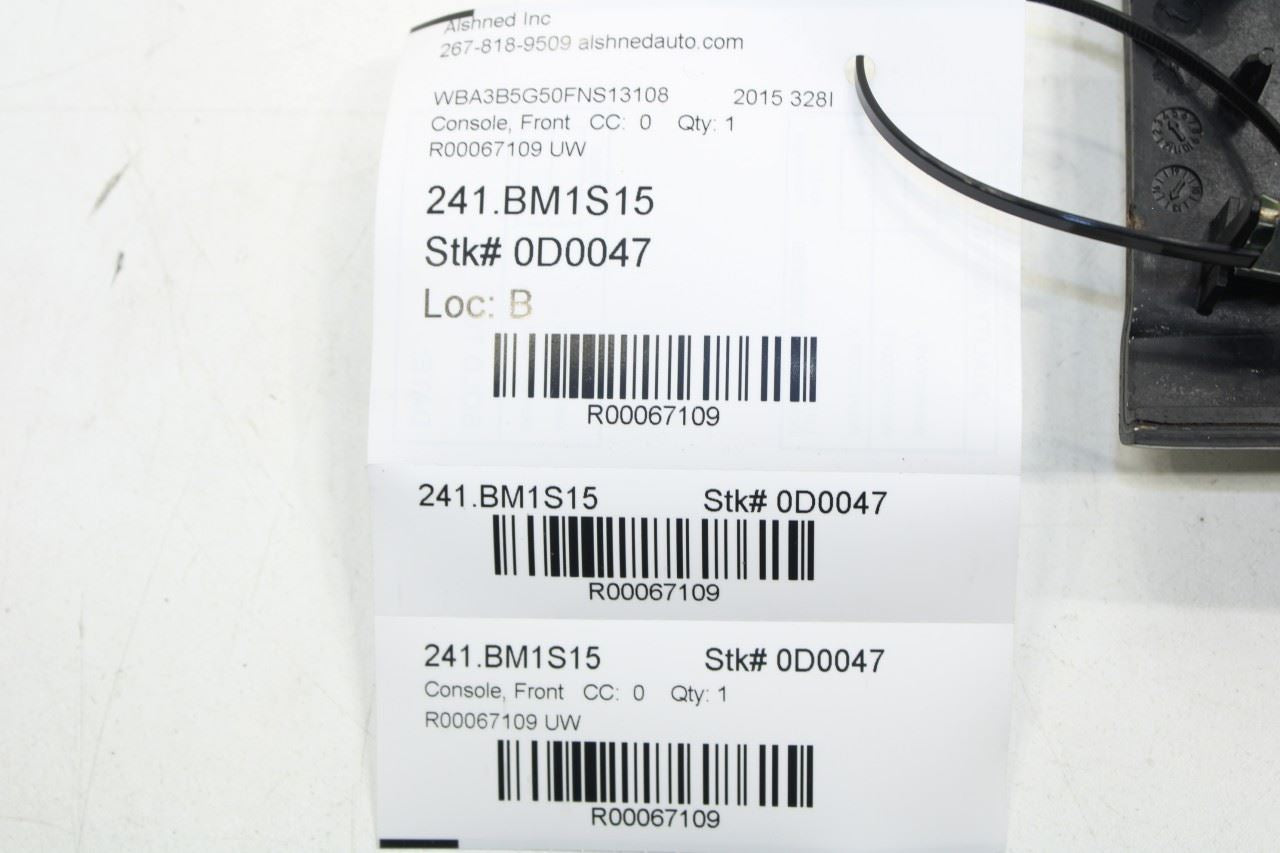 Alshned Inc
267-818-9509 alshnedauto.com
WBA3B5G50FNS13108 2015 328I
Console, Front CC: 0 Qty: 1
R00067109 UW
241.BM1S15
Stk# 0D0047
Loc: B
R00067109
241.BM1S15 Stk# 0D0047
R00067109
241.BM1S15 Stk# 0D0047
Console, Front CC: 0 Qty: 1
R00067109 UW
R00067109